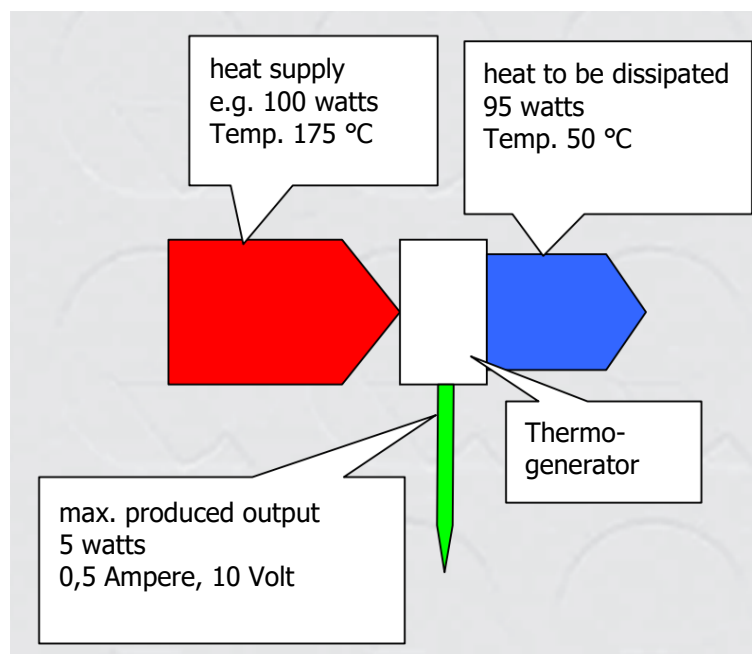 heat supply
e.g. 100 watts
Temp. 175 °C
heat to be dissipated
95 watts
Temp. 50 °C
Thermo-
generator
max. produced output
5 watts
0,5 Ampere, 10 Volt